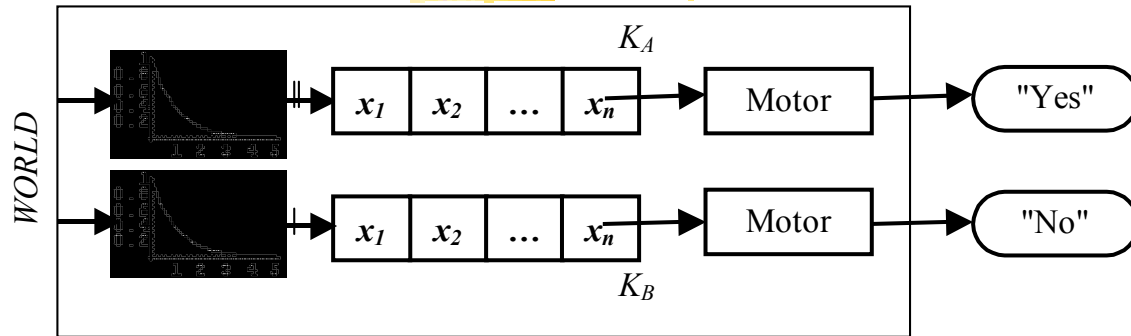 K_A
x_1 x_2 ... x_n
Motor
"Yes"
1 2 3 4 5
WORLD
x_1 x_2 ... x_n
Motor
"No"
1 2 3 4 5
K_B